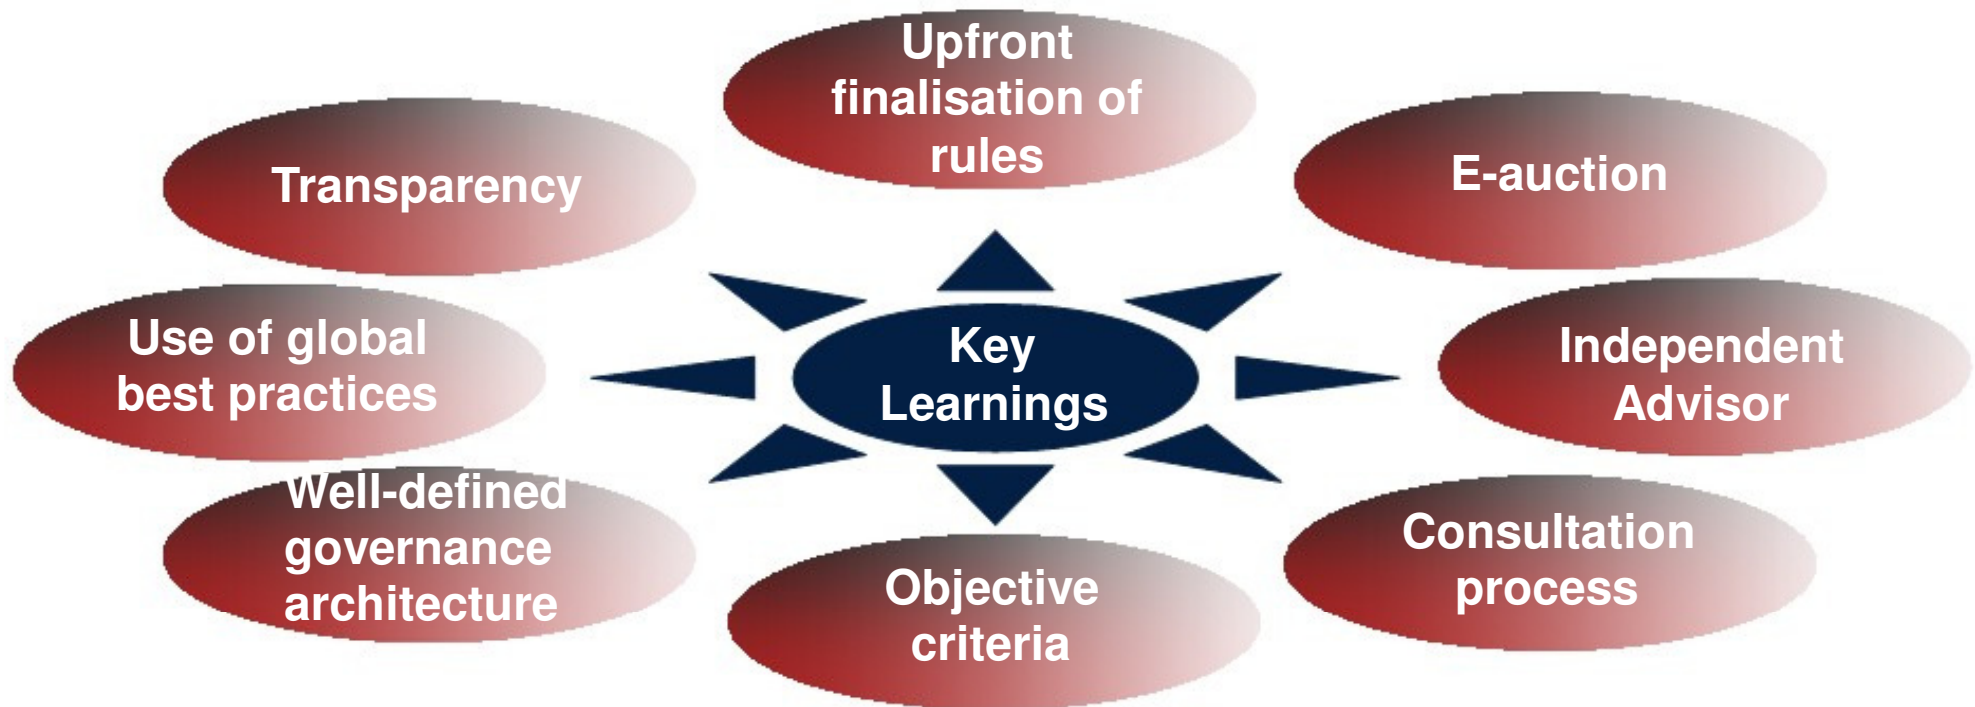 Upfront
finalisation of
rules
Transparency
E-auction
Use of global
best practices
Key
Learnings
Independent
Advisor
Well-defined
governance
architecture
Objective
criteria
Consultation
process